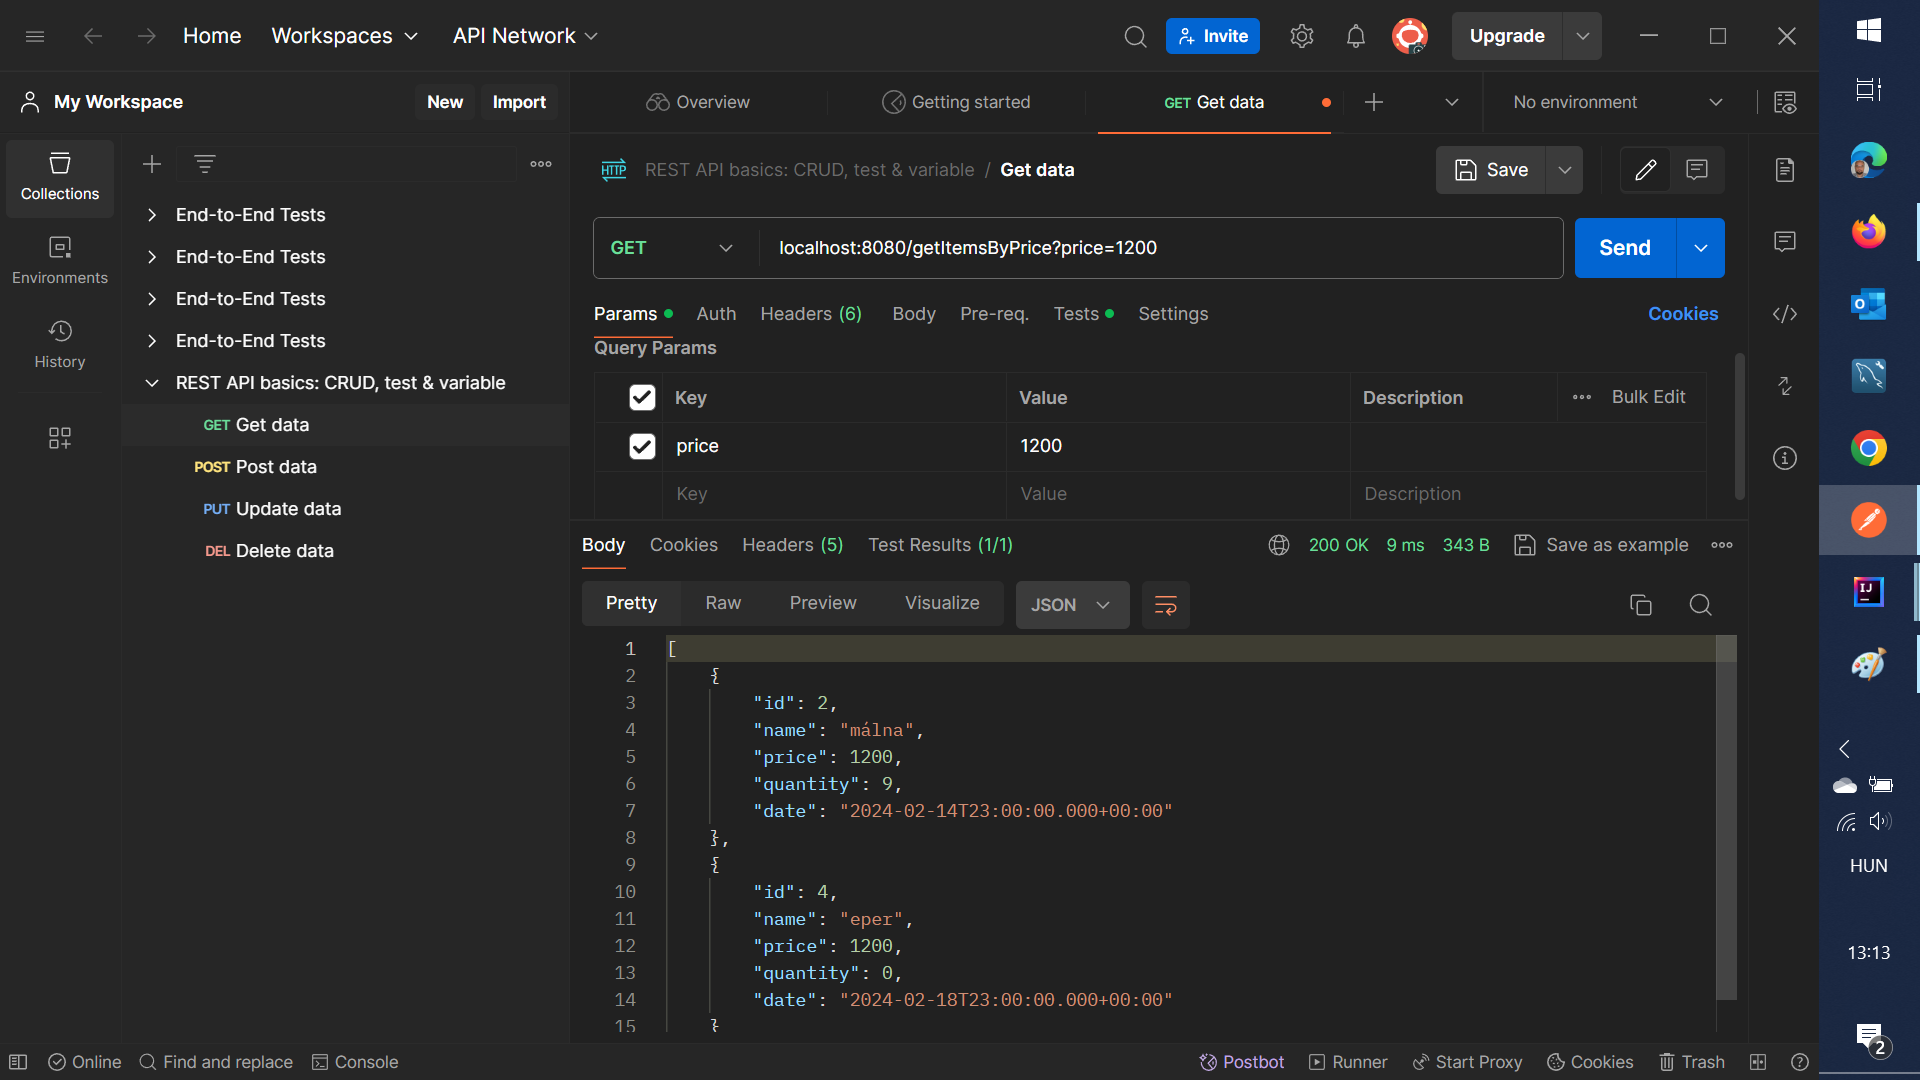 Home
Workspaces
API Network
Invite
Upgrade
My Workspace
New
Import
Overview
Getting started
GET Get data
No environment
Collections
Environments
History
End-to-End Tests
End-to-End Tests
End-to-End Tests
End-to-End Tests
REST API basics: CRUD, test & variable
GET Get data
POST Post data
PUT Update data
DEL Delete data
HTTP REST API basics: CRUD, test & variable / Get data
Save
GET
localhost:8080/getItemsByPrice?price=1200
Send
Params
Auth
Headers (6)
Body
Pre-req.
Tests
Settings
Cookies
Query Params
Key
Value
Description
Bulk Edit
price
1200
Key
Value
Description
Body
Cookies
Headers (5)
Test Results (1/1)
200 OK
9 ms
343 B
Save as example
Pretty
Raw
Preview
Visualize
JSON
1 [
2 {
3 "id": 2,
4 "name": "málna",
5 "price": 1200,
6 "quantity": 9,
7 "date": "2024-02-14T23:00:00.000+00:00"
8 },
9 {
10 "id": 4,
11 "name": "eper",
12 "price": 1200,
13 "quantity": 0,
14 "date": "2024-02-18T23:00:00.000+00:00"
15 }
Online
Find and replace
Console
Postbot
Runner
Start Proxy
Cookies
Trash
IJ
HUN
13:13
2